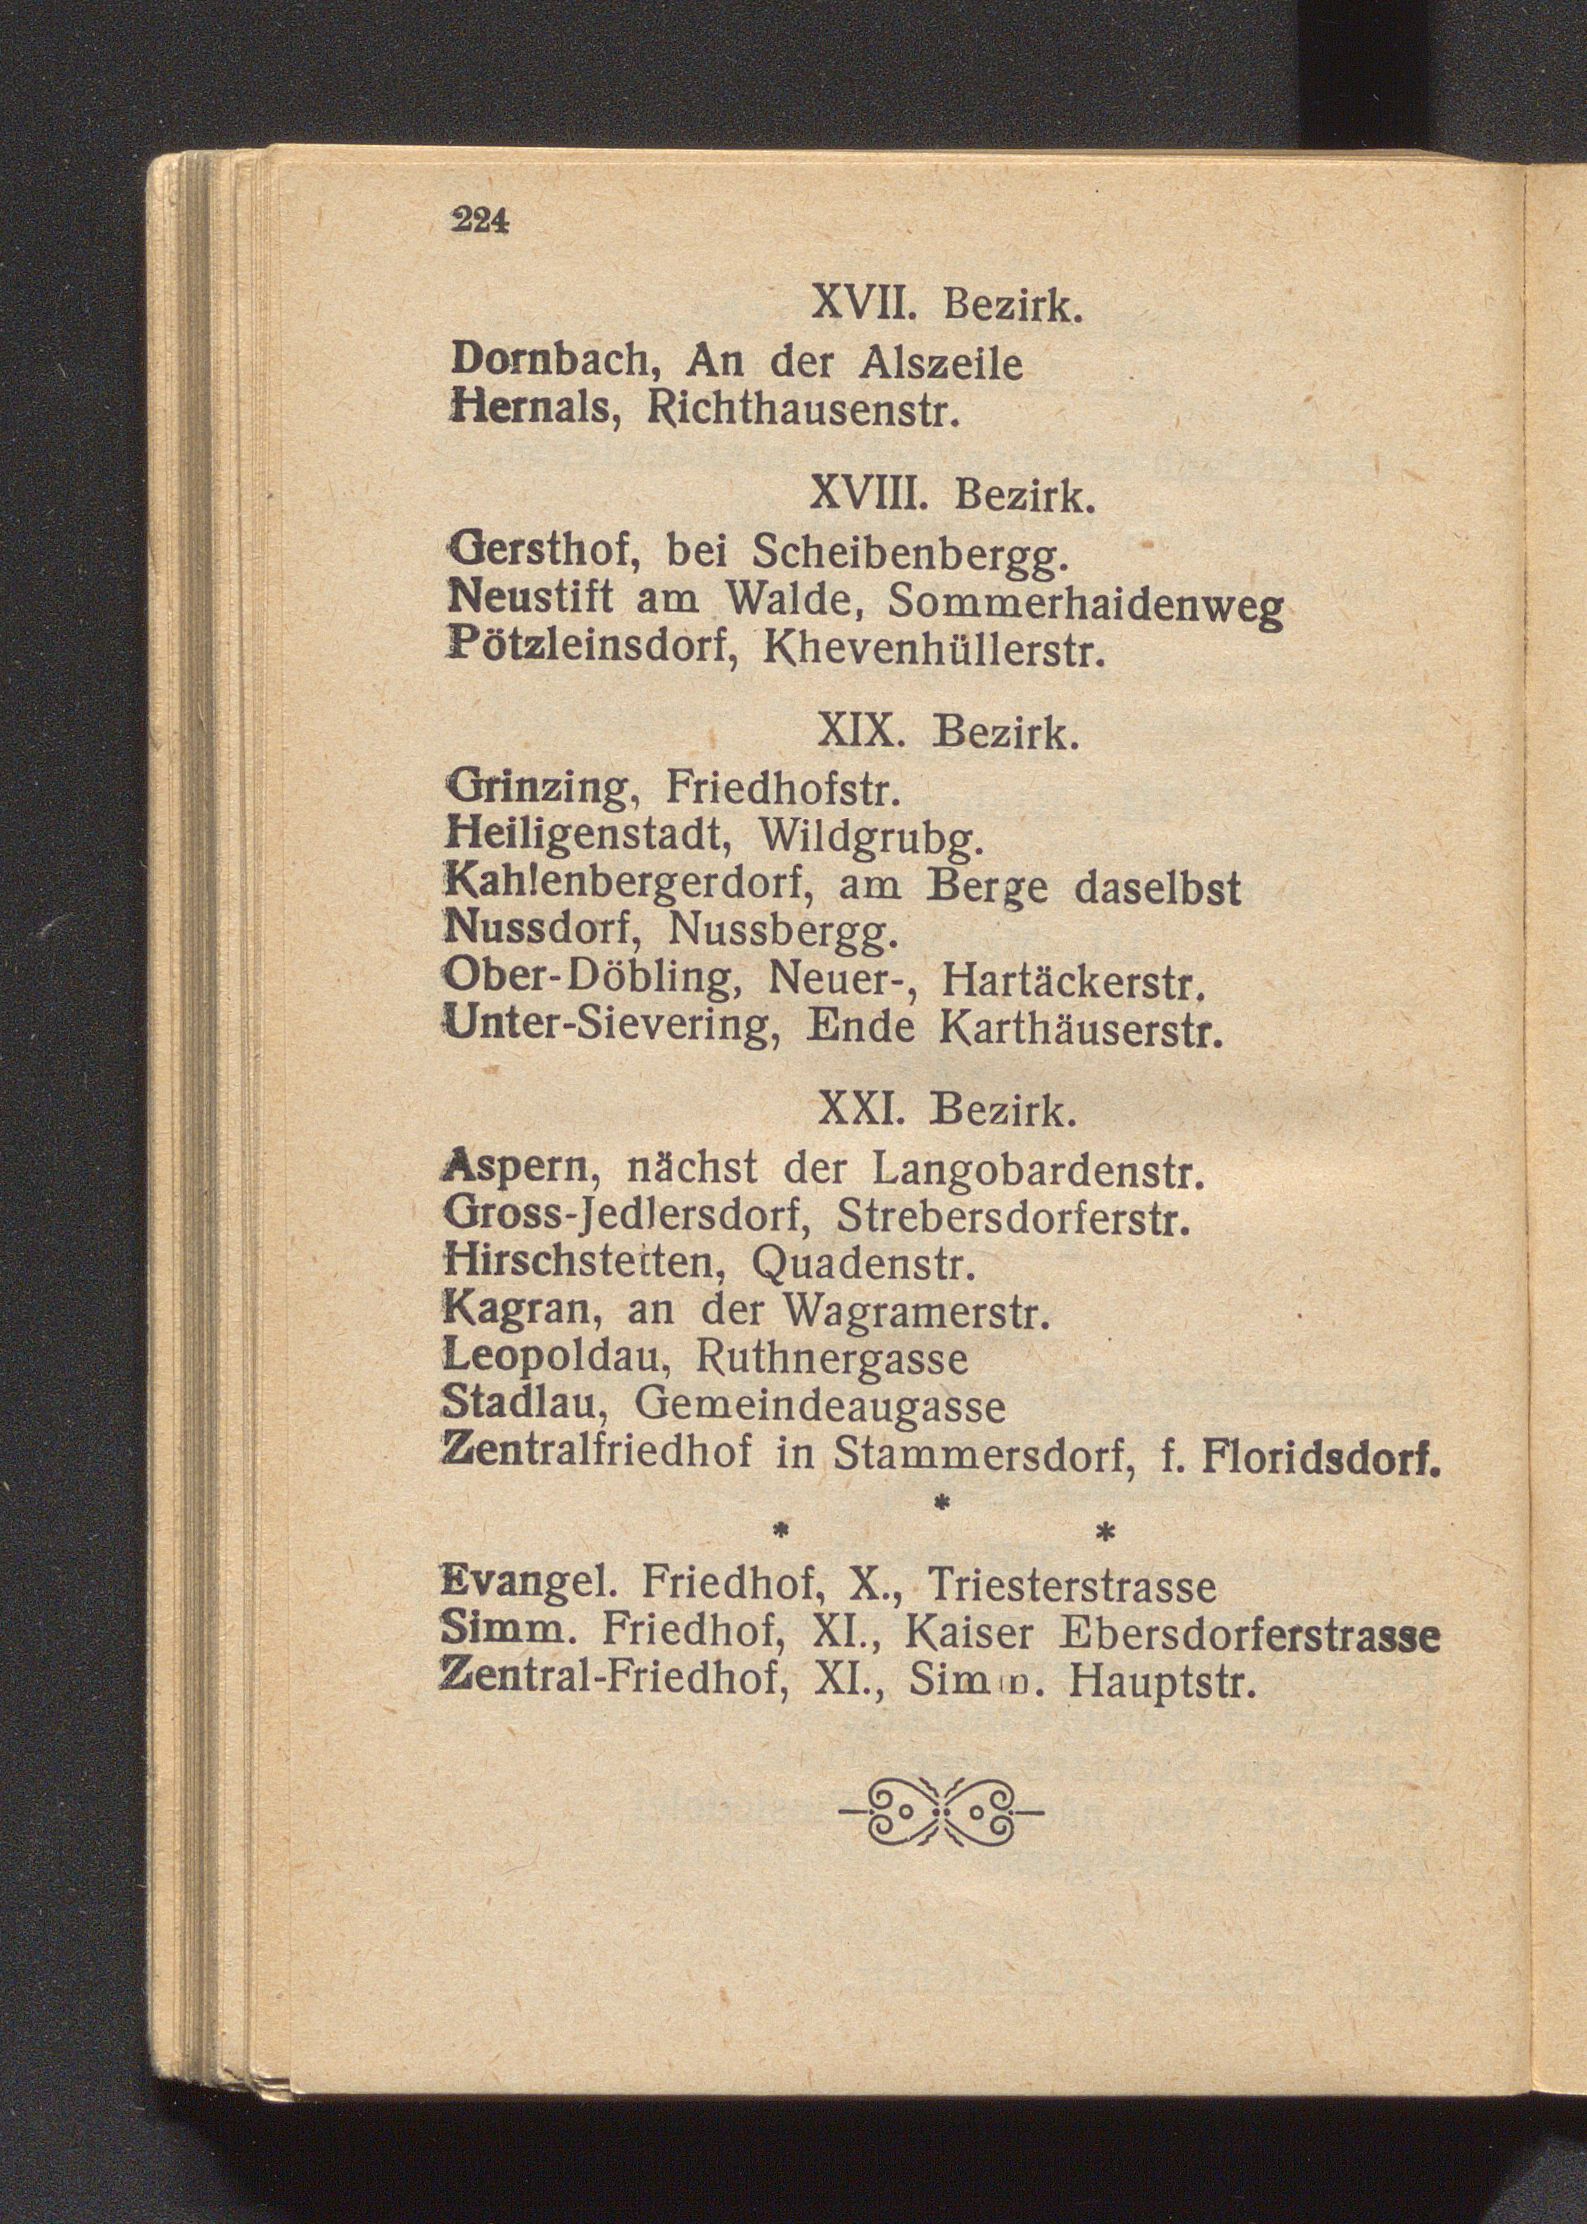 224
XVII. Bezirk.
Dornbach, An der Alszeile
Hernals, Richthausenstr.
XVIII. Bezirk.
Gersthof, bei Scheibenbergg.
Neustift am Walde, Sommerhaidenweg
Pötzleinsdorf, Khevenhüllerstr.
XIX. Bezirk.
Grinzing, Friedhofstr.
Heiligenstadt, Wildgrubg.
Kahlenbergerdorf, am Berge daselbst
Nussdorf, Nussbergg.
Ober-Döbling, Neuer-, Hartäckerstr.
Unter-Sievering, Ende Karthäuserstr.
XXI. Bezirk.
Aspern, nächst der Langobardenstr.
Gross-Jedlersdorf, Strebersdorferstr.
Hirschstetten, Quadenstr.
Kagran, an der Wagramerstr.
Leopoldau, Ruthnergasse
Stadlau, Gemeindeaugasse
Zentralfriedhof in Stammersdorf, f. Floridsdorf.
*
* *
Evangel. Friedhof, X., Triesterstrasse
Simm. Friedhof, XI., Kaiser Ebersdorferstrasse
Zentral-Friedhof, XI., Simm. Hauptstr.